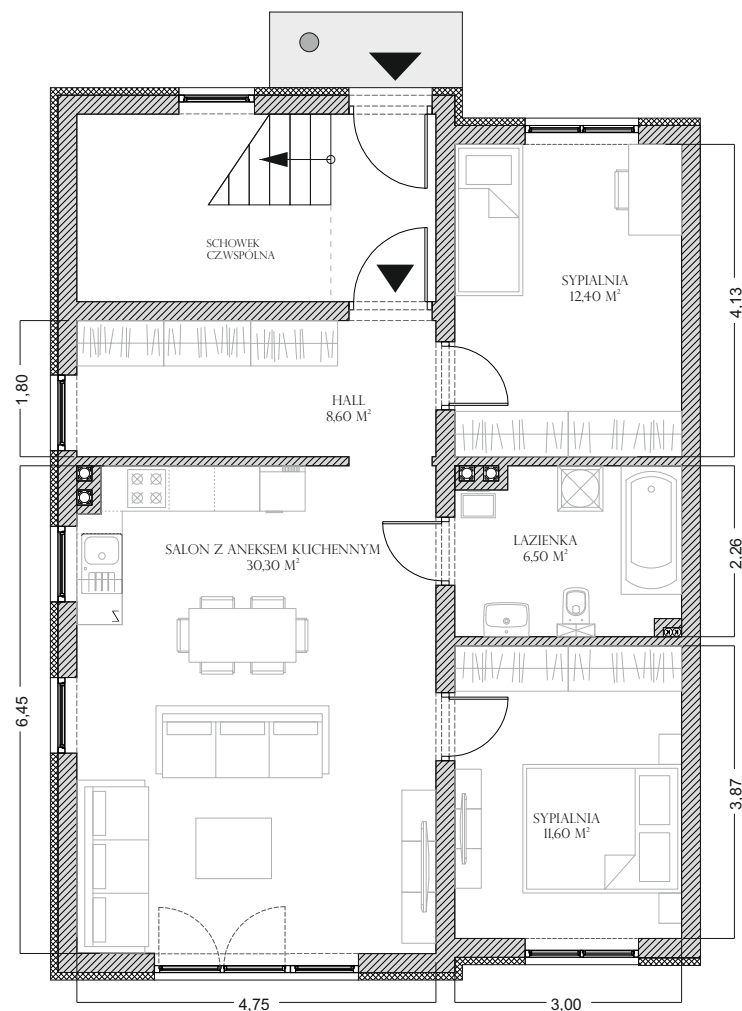 SCHOWEK
CZ.WSPÓLNA
SYPIALNIA
12,40 M²
4,13
1,80
HALL
8,60 M²
SALON Z ANEKSEM KUCHENNYM
30,30 M²
LAZIENKA
6,50 M²
2,26
Z
6,45
SYPIALNIA
11,60 M²
3.87
4,75
3,00